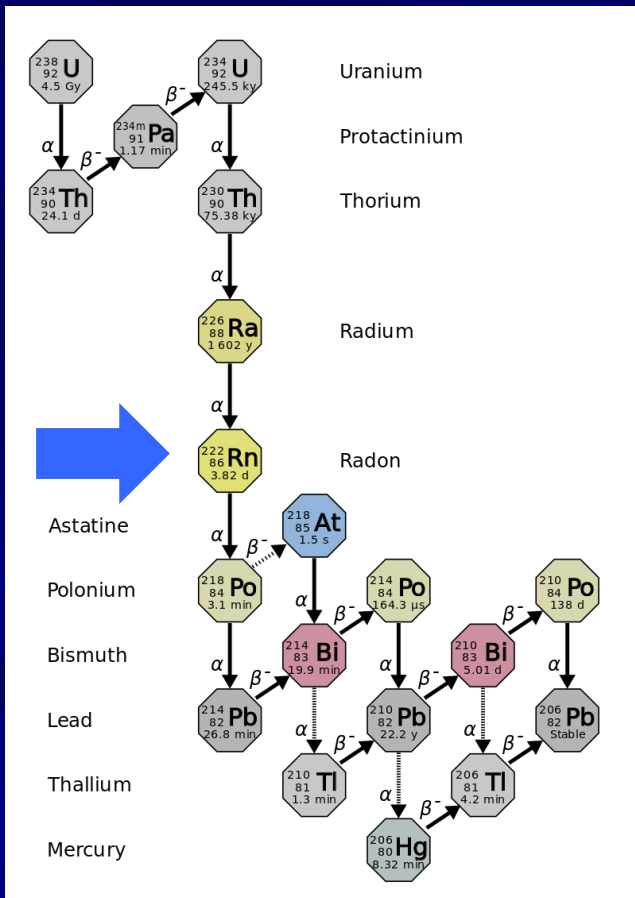 238
92 U
4.5 Gy
β⁻
234
92 U
245.5 ky
Uranium
α
β⁻
234m
91 Pa
1.17 min
α
Protactinium
234
90 Th
24.1 d
230
90 Th
75.38 ky
Thorium
α
226
88 Ra
1 602 y
Radium
α
222
86 Rn
3.82 d
Radon
α
β⁻
218
85 At
1.5 s
Astatine
Polonium
218
84 Po
3.1 min
α
β⁻
214
84 Po
164.3 µs
β⁻
210
84 Po
138 d
Bismuth
α
β⁻
214
83 Bi
19.9 min
α
β⁻
210
83 Bi
5.01 d
α
Lead
214
82 Pb
26.8 min
α
β⁻
210
82 Pb
22.2 y
α
β⁻
206
82 Pb
Stable
Thallium
210
81 Tl
1.3 min
α
β⁻
206
81 Tl
4.2 min
Mercury
206
80 Hg
8.32 min